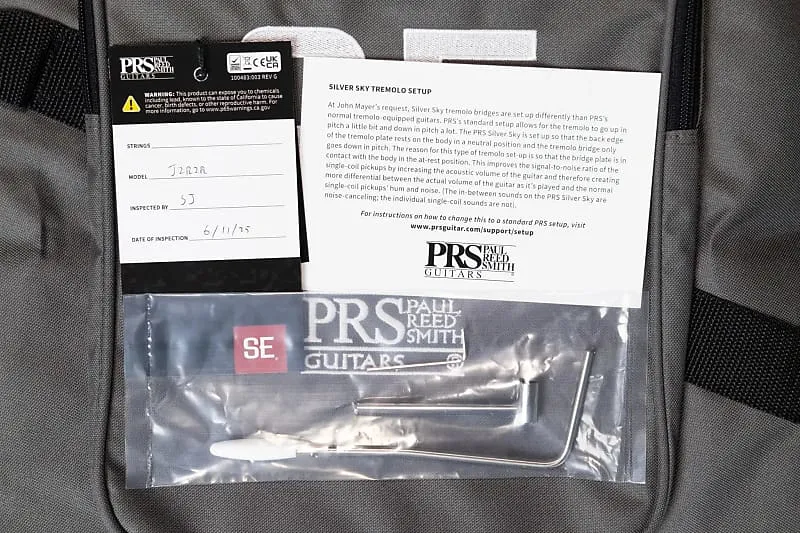 PRS PAUL
REED
SMITH
GUITARS
UK
CA
100483:003 REV G
WARNING: This product can expose you to chemicals
including lead, known to the state of California to cause
cancer, birth defects, or other reproductive harm. For
more information, go to www.p65warnings.ca.gov
STRINGS
MODEL J2R2R
INSPECTED BY SJ
DATE OF INSPECTION 6/11/25
SILVER SKY TREMOLO SETUP
At John Mayer's request, Silver Sky tremolo bridges are set up differently than PRS's
normal tremolo-equipped guitars. PRS's standard setup allows for the tremolo to go up in
pitch a little bit and down in pitch a lot. The PRS Silver Sky is set up so that the back edge
of the tremolo plate rests on the body in a neutral position and the tremolo bridge only
goes down in pitch. The reason for this type of tremolo set-up is so that the bridge plate is in
contact with the body in the at-rest position. This improves the signal-to-noise ratio of the
single-coil pickups by increasing the acoustic volume of the guitar and therefore creating
more differential between the actual volume of the guitar as it's played and the normal
single-coil pickups' hum and noise. (The in-between sounds on the PRS Silver Sky are
noise-canceling; the individual single-coil sounds are not).
For instructions on how to change this to a standard PRS setup, visit
www.prsguitar.com/support/setup
PRS PAUL
REED
SMITH
GUITARS
SE
PRS PAUL
REED
SMITH
GUITARS